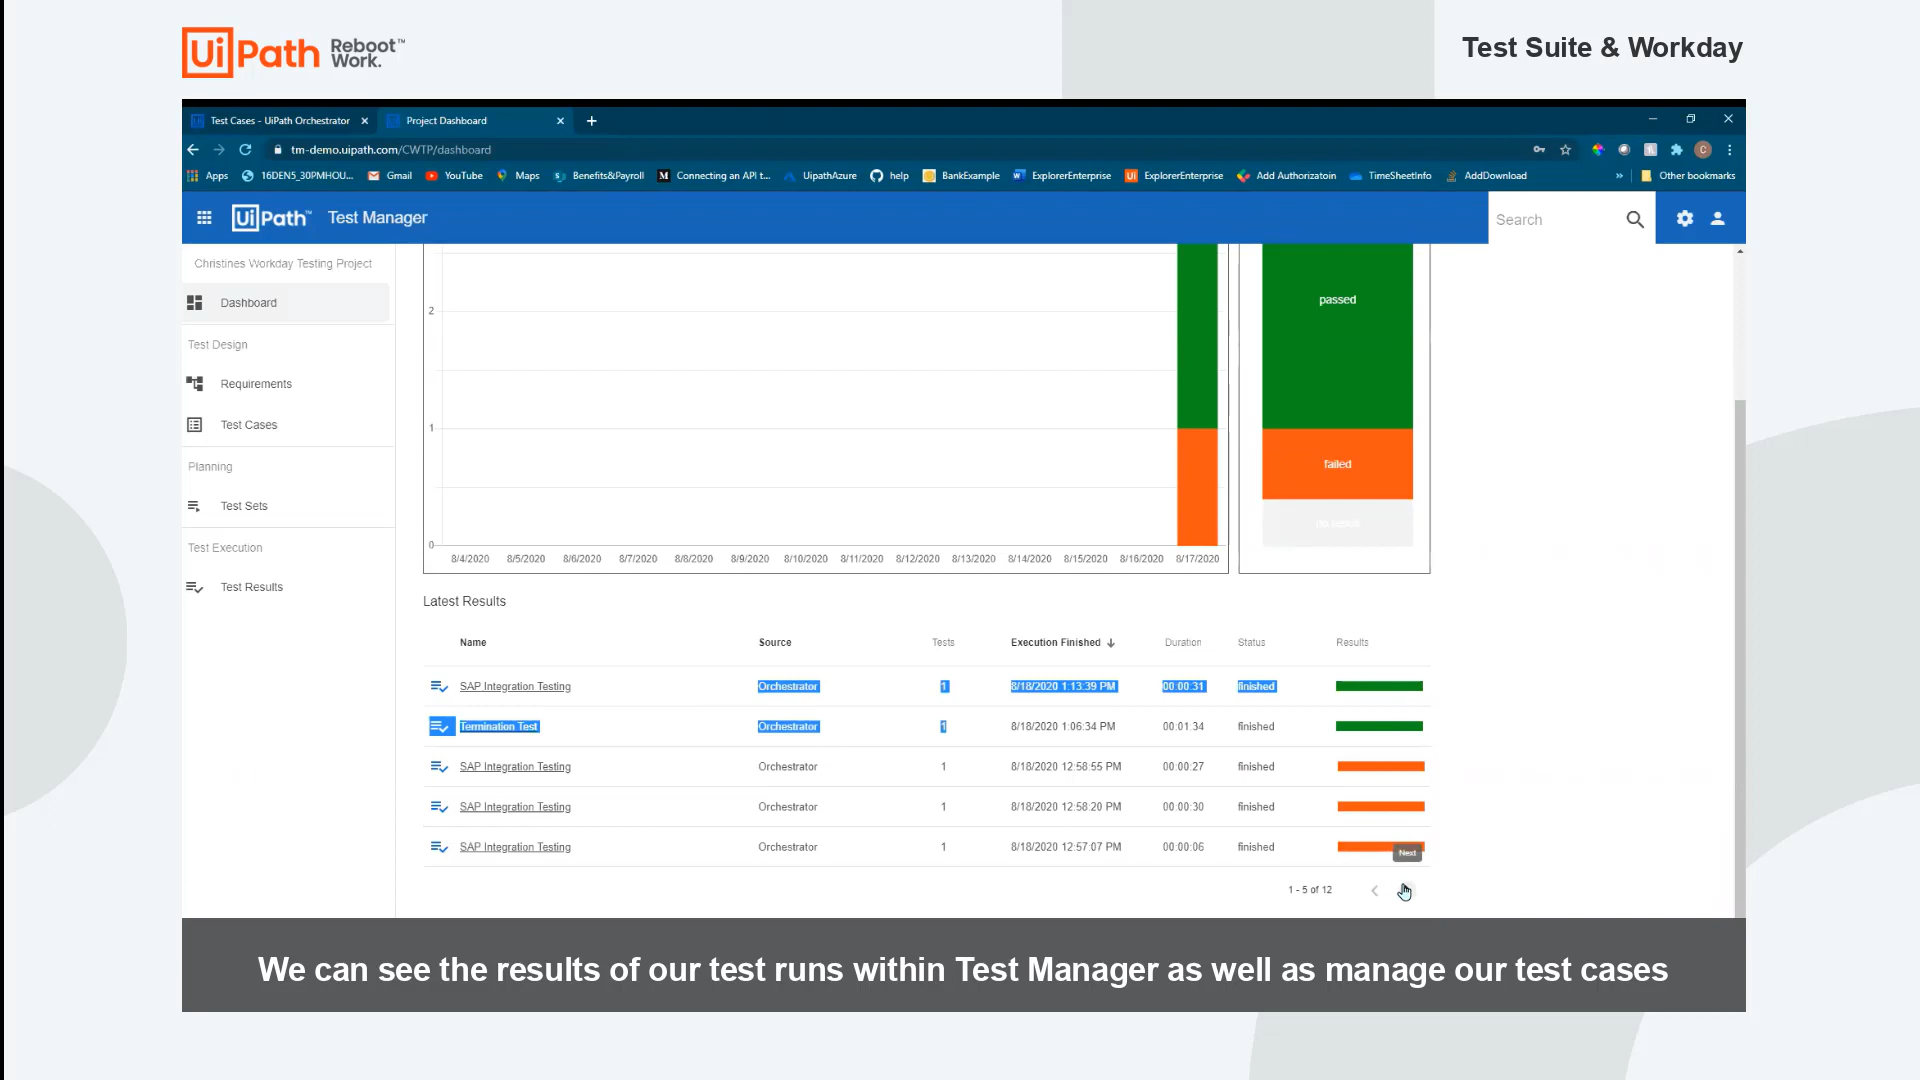 UiPath Reboot Work.™
Test Suite & Workday
Test Cases - UiPath Orchestrator
Project Dashboard
tm-demo.uipath.com/CWTP/dashboard
Apps
16DEN5_30PMHOU...
Gmail
YouTube
Maps
Benefits&Payroll
Connecting an API t...
UipathAzure
help
BankExample
ExplorerEnterprise
ExplorerEnterprise
Add Authorizatoin
TimeSheetInfo
AddDownload
»
Other bookmarks
UiPath™ Test Manager
Search
Christines Workday Testing Project
Dashboard
Test Design
Requirements
Test Cases
Planning
Test Sets
Test Execution
Test Results
2
1
0
8/4/2020 8/5/2020 8/6/2020 8/7/2020 8/8/2020 8/9/2020 8/10/2020 8/11/2020 8/12/2020 8/13/2020 8/14/2020 8/15/2020 8/16/2020 8/17/2020
passed
failed
Latest Results
Name Source Tests Execution Finished Duration Status Results
SAP Integration Testing Orchestrator 1 8/18/2020 1:13:39 PM 00:00:31 finished
Termination Test Orchestrator 1 8/18/2020 1:06:34 PM 00:01:34 finished
SAP Integration Testing Orchestrator 1 8/18/2020 12:58:55 PM 00:00:27 finished
SAP Integration Testing Orchestrator 1 8/18/2020 12:58:20 PM 00:00:30 finished
SAP Integration Testing Orchestrator 1 8/18/2020 12:57:07 PM 00:00:06 finished
Next
1 - 5 of 12
We can see the results of our test runs within Test Manager as well as manage our test cases